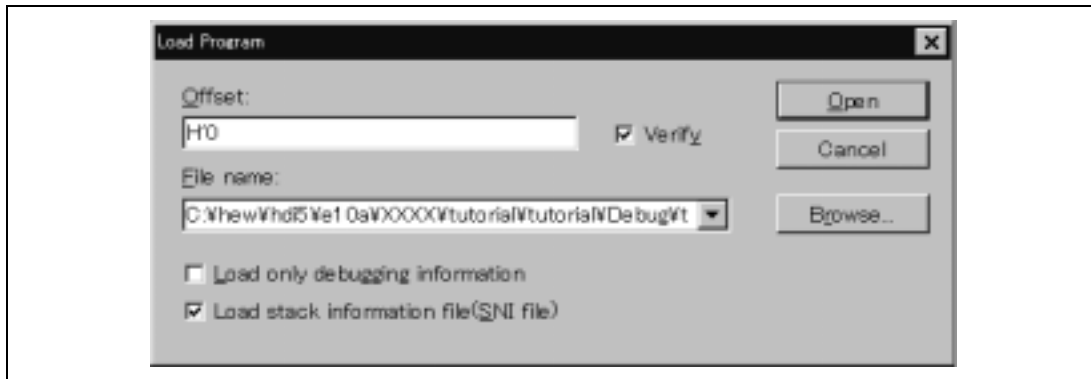 Load Program
Offset:
H'0
Verify
Open
Cancel
File name:
C:¥hew¥hdi5¥e10a¥XXXX¥tutorial¥tutorial¥Debug¥t
Browse...
Load only debugging information
Load stack information file(SNI file)